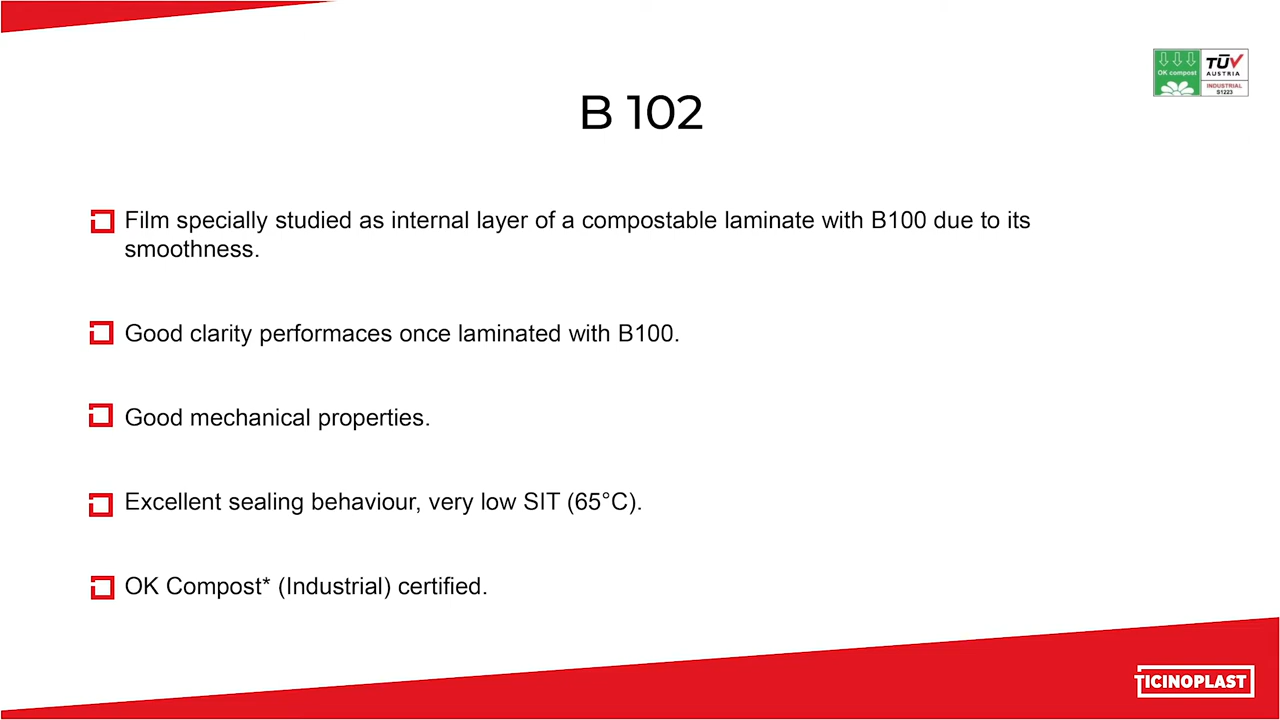 OK compost
TÜV
AUSTRIA
INDUSTRIAL
S1223
B 102
Film specially studied as internal layer of a compostable laminate with B100 due to its
smoothness.
Good clarity performaces once laminated with B100.
Good mechanical properties.
Excellent sealing behaviour, very low SIT (65°C).
OK Compost* (Industrial) certified.
TICINOPLAST